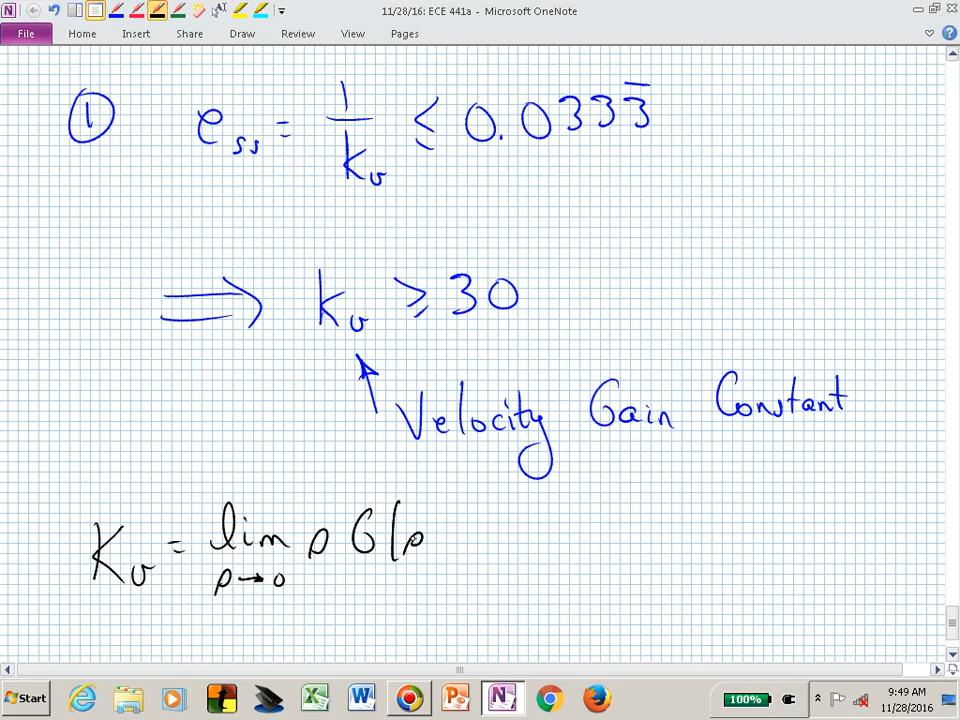 11/28/16: ECE 441a - Microsoft OneNote
File Home Insert Share Draw Review View Pages
① e_ss = 1/k_v ≤ 0.0333̅
⟹ k_v ≥ 30
Velocity Gain Constant
K_v = lim_{p→0} p G(p
Start 100% 9:49 AM
11/28/2016